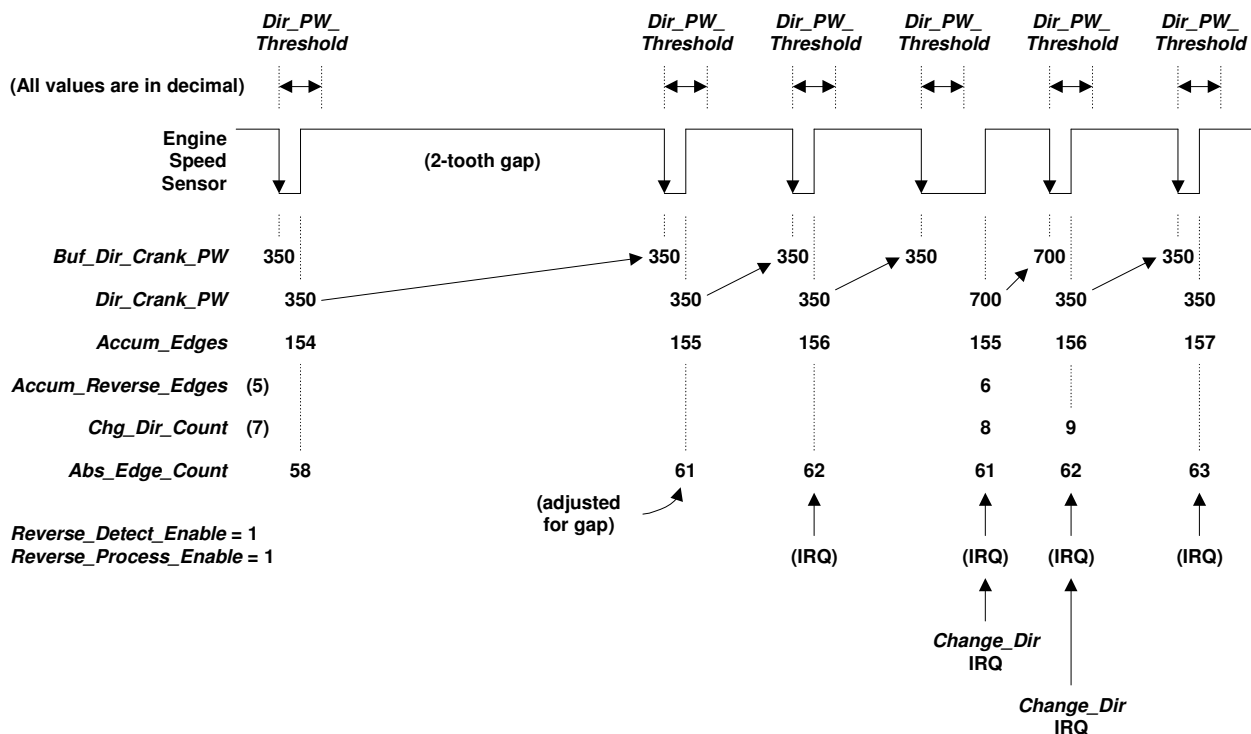 Dir_PW_ Dir_PW_ Dir_PW_ Dir_PW_ Dir_PW_ Dir_PW_
Threshold Threshold Threshold Threshold Threshold Threshold
(All values are in decimal)
Engine
Speed (2-tooth gap)
Sensor
Buf_Dir_Crank_PW 350 350 350 350 700 350
Dir_Crank_PW 350 350 350 700 350 350
Accum_Edges 154 155 156 155 156 157
Accum_Reverse_Edges (5) 6
Chg_Dir_Count (7) 8 9
Abs_Edge_Count 58 61 62 61 62 63
(adjusted
for gap)
Reverse_Detect_Enable = 1
Reverse_Process_Enable = 1 (IRQ) (IRQ) (IRQ) (IRQ)
Change_Dir
IRQ
Change_Dir
IRQ